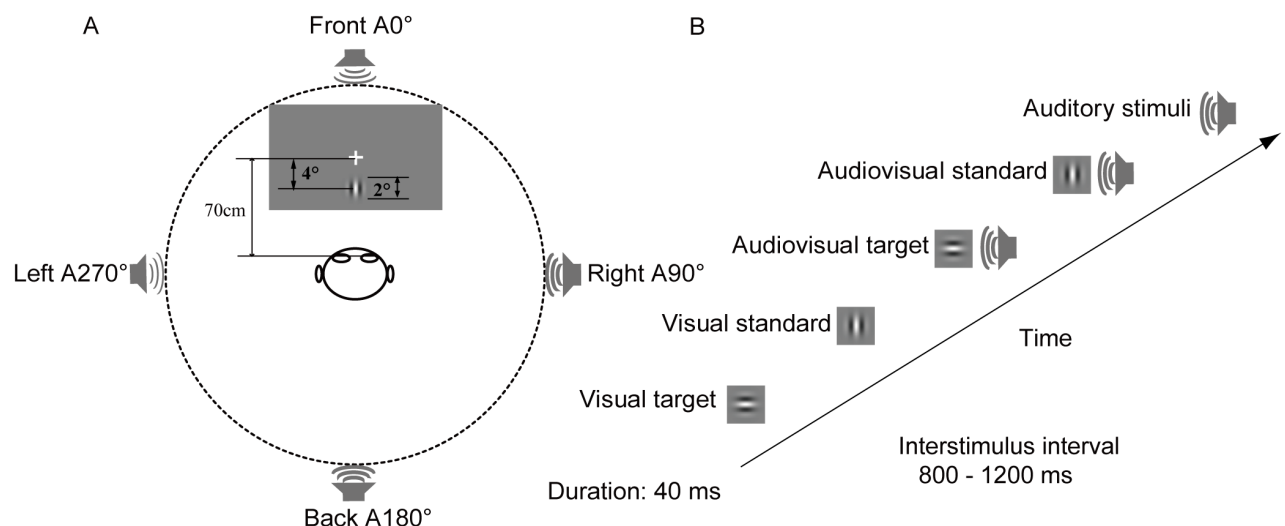 A
Front A0°
4°
2°
70cm
Left A270°
Right A90°
Back A180°
B
Auditory stimuli
Audiovisual standard
Audiovisual target
Visual standard
Time
Visual target
Interstimulus interval
800 - 1200 ms
Duration: 40 ms